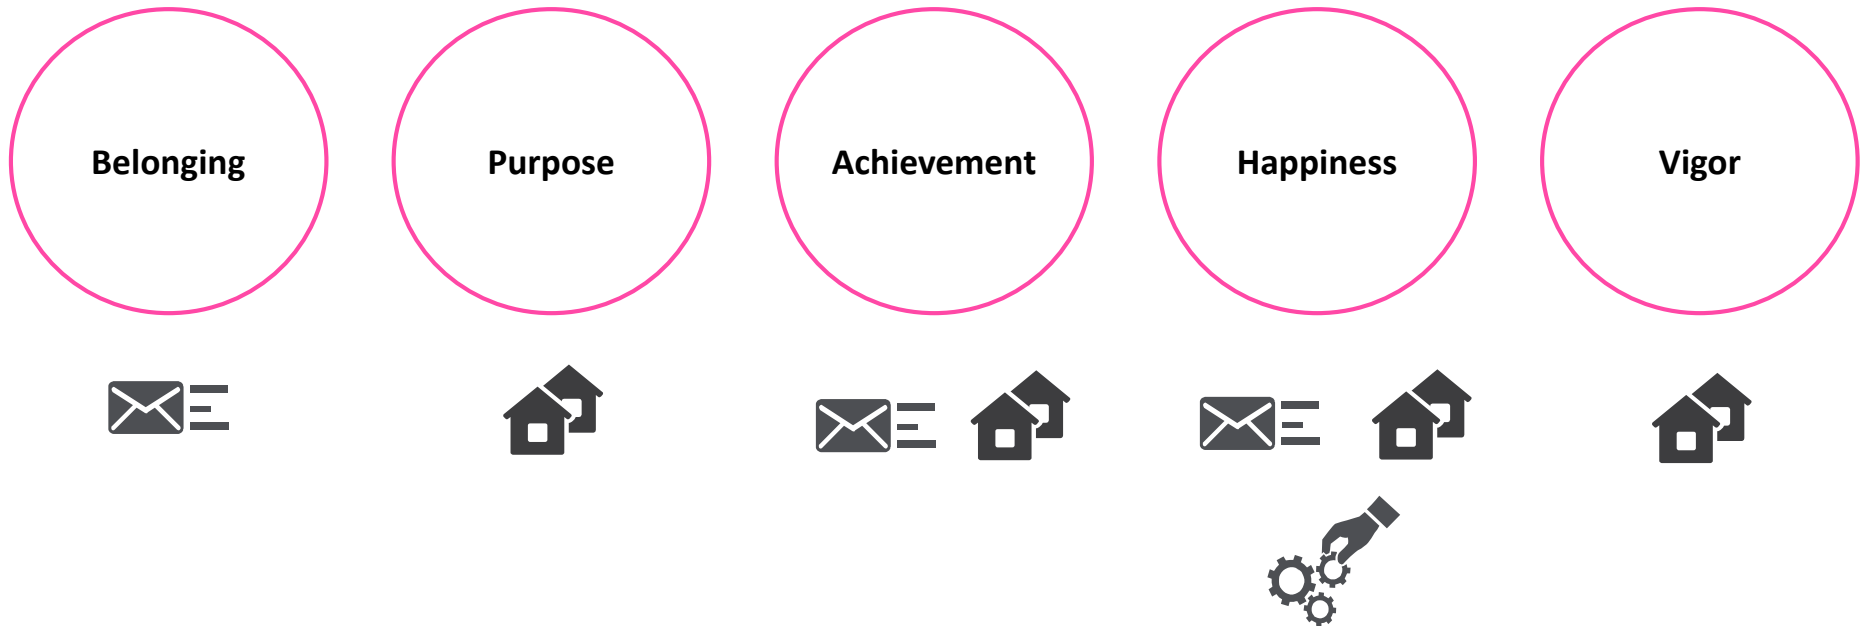 Belonging
Purpose
Achievement
Happiness
Vigor